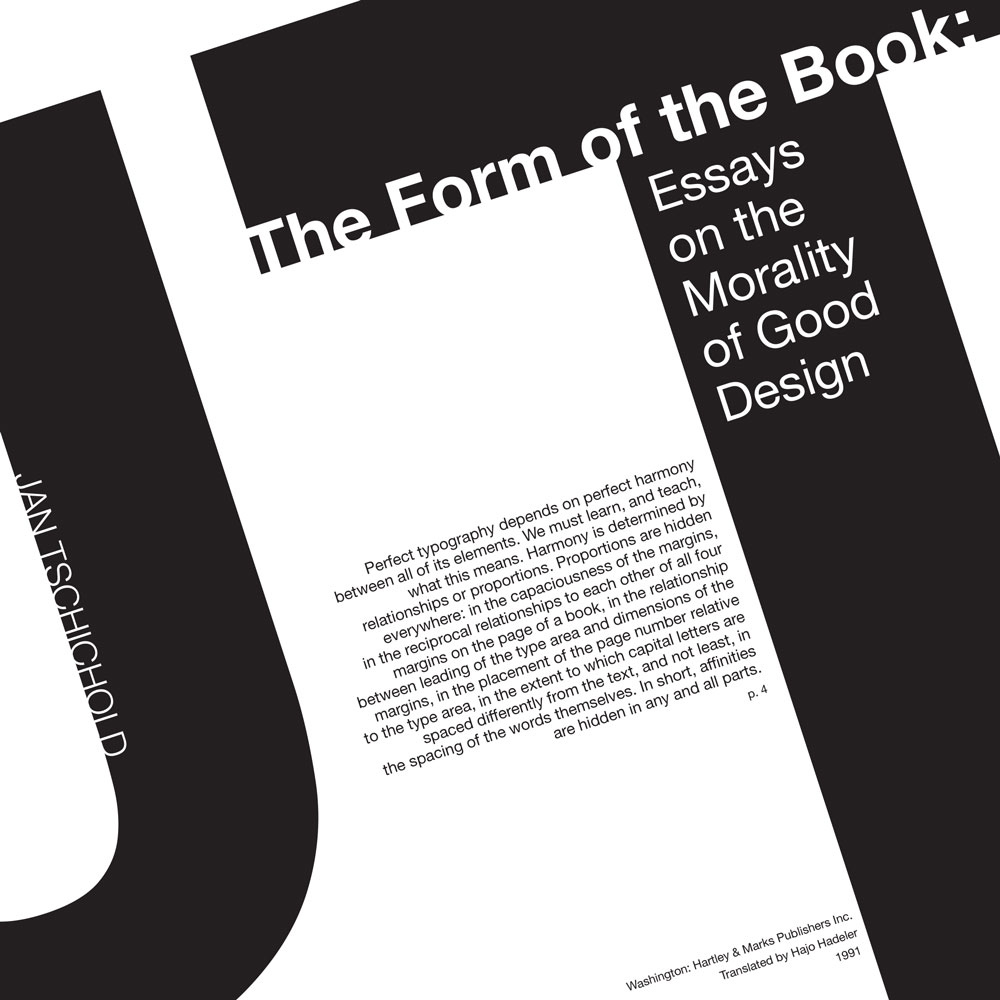 JT
The Form of the Book:
Essays
on the
Morality
of Good
Design
JAN TSCHICHOLD
Perfect typography depends on perfect harmony
between all of its elements. We must learn, and teach,
what this means. Harmony is determined by
relationships or proportions. Proportions are hidden
everywhere: in the capaciousness of the margins,
in the reciprocal relationships to each other of all four
margins on the page of a book, in the relationship
between leading of the type area and dimensions of the
margins, in the placement of the page number relative
to the type area, in the extent to which capital letters are
spaced differently from the text, and not least, in
the spacing of the words themselves. In short, affinities
are hidden in any and all parts.
p. 4
Washington: Hartley & Marks Publishers Inc.
Translated by Hajo Hadeler
1991